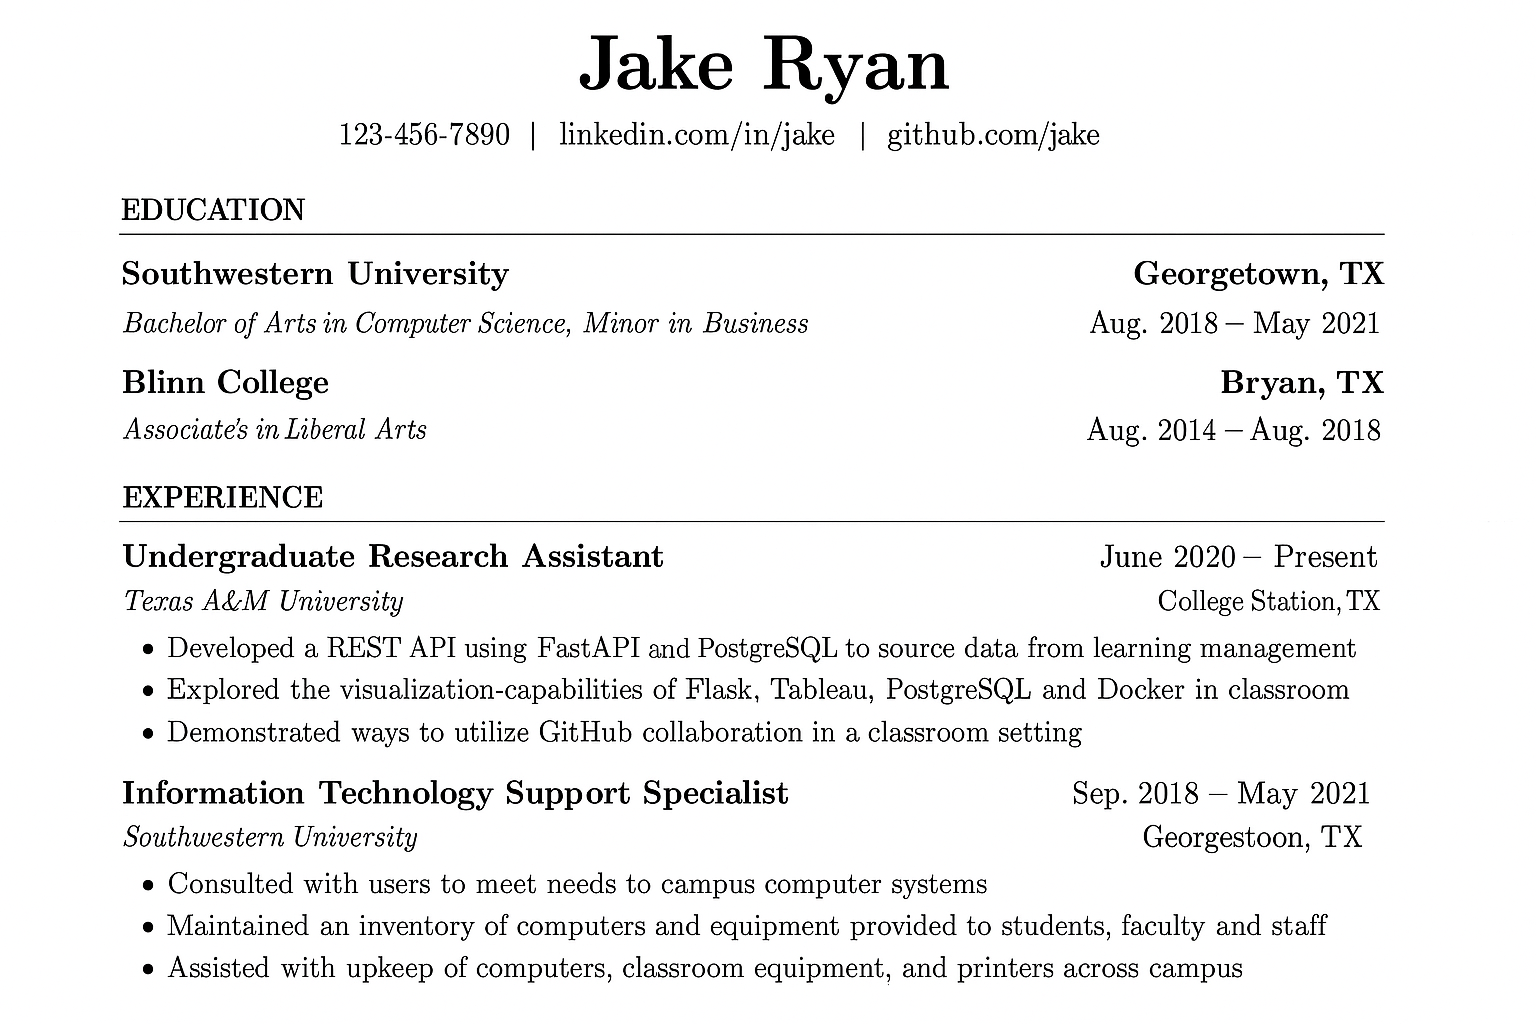 Jake Ryan
123-456-7890 | linkedin.com/in/jake | github.com/jake
EDUCATION
Southwestern University Georgetown, TX
Bachelor of Arts in Computer Science, Minor in Business Aug. 2018 – May 2021
Blinn College Bryan, TX
Associate's in Liberal Arts Aug. 2014 – Aug. 2018
EXPERIENCE
Undergraduate Research Assistant June 2020 – Present
Texas A&M University College Station, TX
• Developed a REST API using FastAPI and PostgreSQL to source data from learning management
• Explored the visualization-capabilities of Flask, Tableau, PostgreSQL and Docker in classroom
• Demonstrated ways to utilize GitHub collaboration in a classroom setting
Information Technology Support Specialist Sep. 2018 – May 2021
Southwestern University Georgestoon, TX
• Consulted with users to meet needs to campus computer systems
• Maintained an inventory of computers and equipment provided to students, faculty and staff
• Assisted with upkeep of computers, classroom equipment, and printers across campus